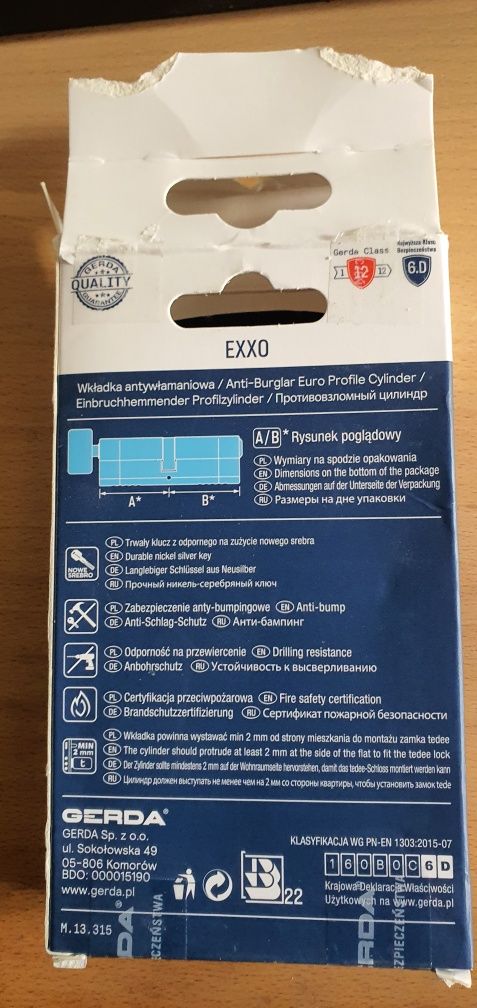 GERDA
QUALITY
GUARANTEE
Gerda Class
1 12 12
Najwyższa Klasa
Bezpieczeństwa
6.D
EXXO
Wkładka antywłamaniowa / Anti-Burglar Euro Profile Cylinder /
Einbruchhemmender Profilzylinder / Противовзломный цилиндр
A/B* Rysunek poglądowy
PL Wymiary na spodzie opakowania
EN Dimensions on the bottom of the package
DE Abmessungen auf der Unterseite der Verpackung
RU Размеры на дне упаковки
A* B*
PL Trwały klucz z odpornego na zużycie nowego srebra
EN Durable nickel silver key
DE Langlebiger Schlüssel aus Neusilber
RU Прочный никель-серебряный ключ
NOWE
SREBRO
PL Zabezpieczenie anty-bumpingowe EN Anti-bump
DE Anti-Schlag-Schutz RU Анти-бампинг
PL Odporność na przewiercenie EN Drilling resistance
DE Anbohrschutz RU Устойчивость к высверливанию
PL Certyfikacja przeciwpożarowa EN Fire safety certification
DE Brandschutzzertifizierung RU Сертификат пожарной безопасности
MIN
2 mm
t
PL Wkładka powinna wystawać min 2 mm od strony mieszkania do montażu zamka tedee
EN The cylinder should protrude at least 2 mm at the side of the flat to fit the tedee lock
DE Der Zylinder sollte mindestens 2 mm auf der Wohnraumseite hervorstehen, damit das tedee-Schloss montiert werden kann
RU Цилиндр должен выступать не менее чем на 2 мм со стороны квартиры, чтобы установить замок tede
GERDA®
GERDA Sp. z o.o.
ul. Sokołowska 49
05-806 Komorów
BDO: 000015190
www.gerda.pl
B 22
KLASYFIKACJA WG PN-EN 1303:2015-07
1 6 0 B 0 C 6 D
Krajowa Deklaracja Właściwości
Użytkowych na www.gerda.pl
M.13.315
DA®
CZEŃSTWA
RDA
ZPIECZEŃSTWA